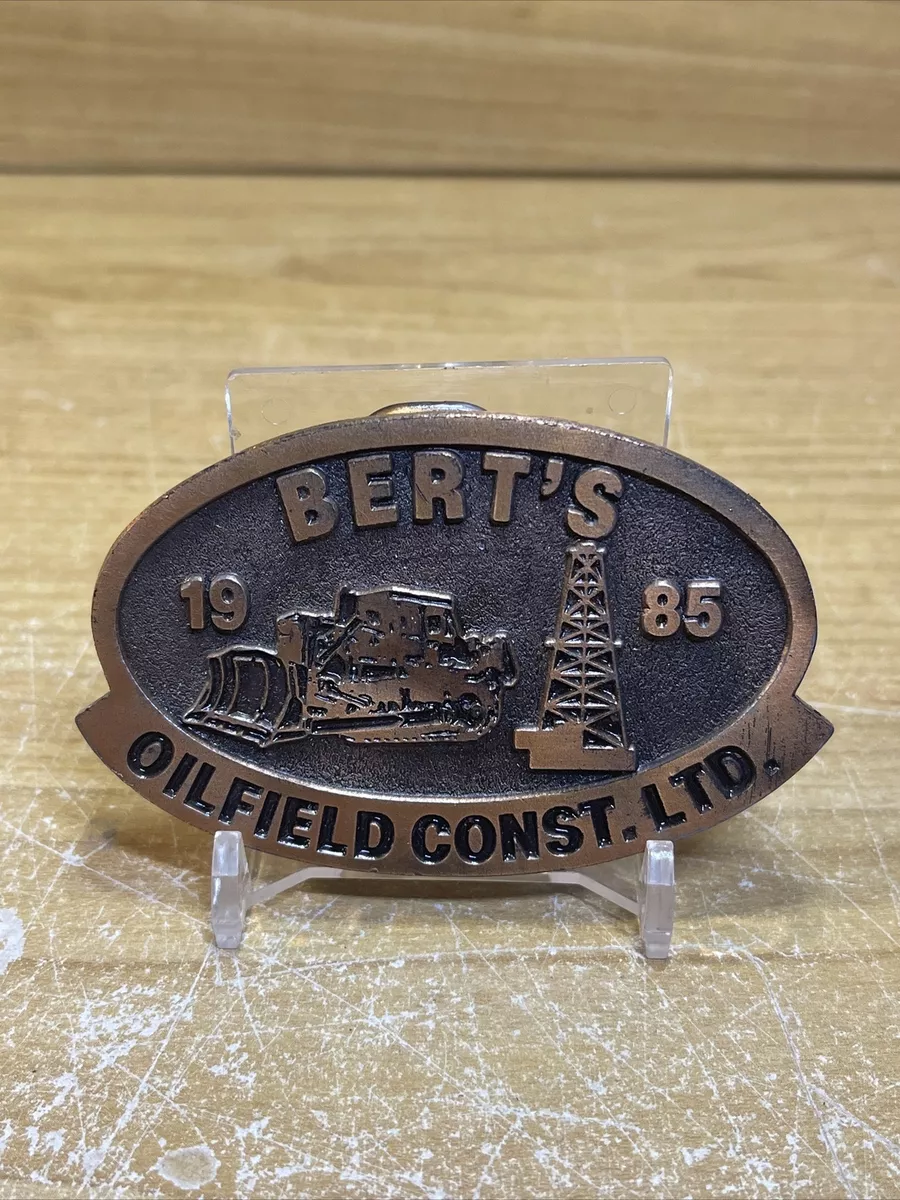 BERT'S
19 85
OILFIELD CONST. LTD.